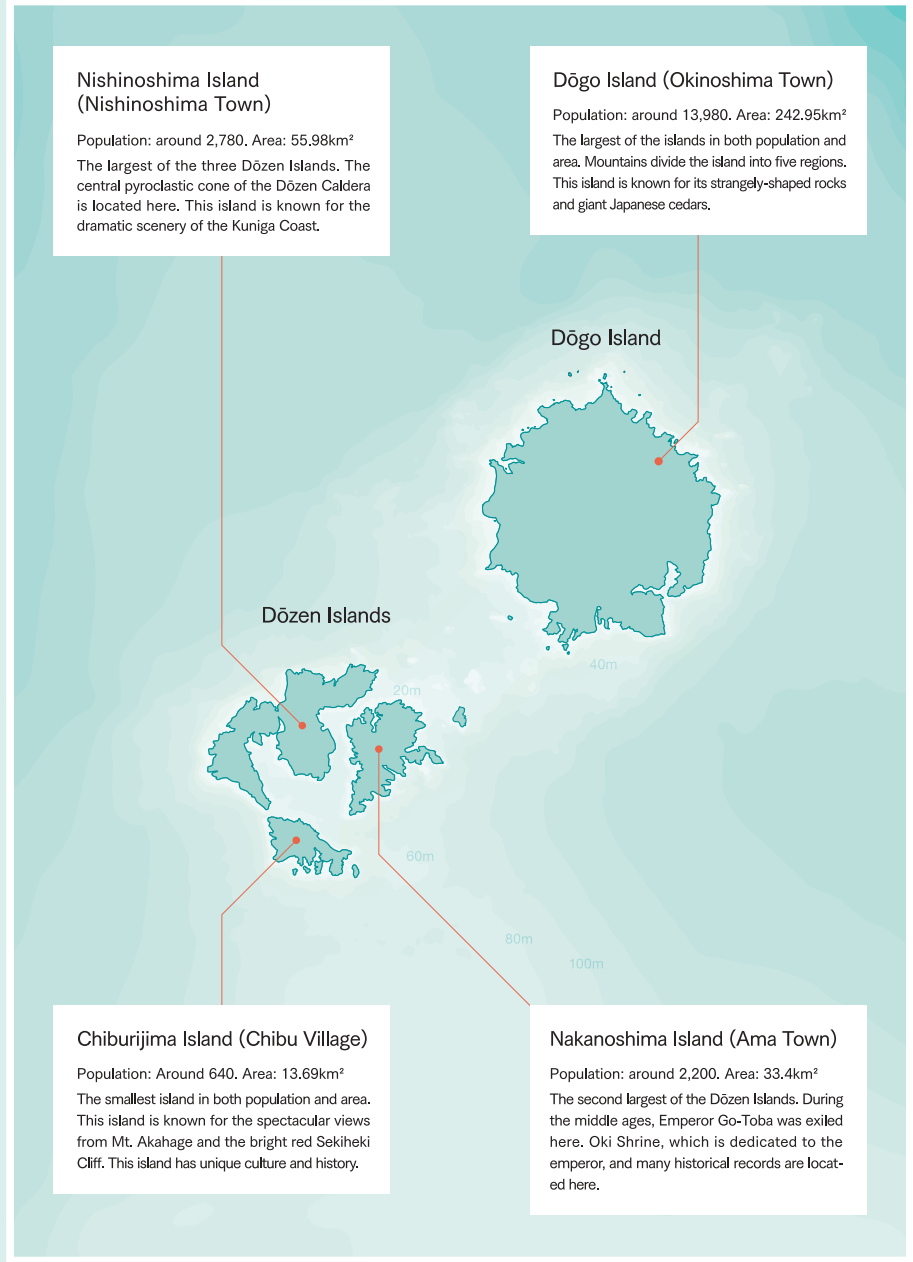 Nishinoshima Island
(Nishinoshima Town)
Population: around 2,780. Area: 55.98km²
The largest of the three Dōzen Islands. The
central pyroclastic cone of the Dōzen Caldera
is located here. This island is known for the
dramatic scenery of the Kuniga Coast.
Dōgo Island (Okinoshima Town)
Population: around 13,980. Area: 242.95km²
The largest of the islands in both population and
area. Mountains divide the island into five regions.
This island is known for its strangely-shaped rocks
and giant Japanese cedars.
Dōgo Island
Dōzen Islands
40m
20m
60m
80m
100m
Chiburijima Island (Chibu Village)
Population: Around 640. Area: 13.69km²
The smallest island in both population and area.
This island is known for the spectacular views
from Mt. Akahage and the bright red Sekiheki
Cliff. This island has unique culture and history.
Nakanoshima Island (Ama Town)
Population: around 2,200. Area: 33.4km²
The second largest of the Dōzen Islands. During
the middle ages, Emperor Go-Toba was exiled
here. Oki Shrine, which is dedicated to the
emperor, and many historical records are locat-
ed here.